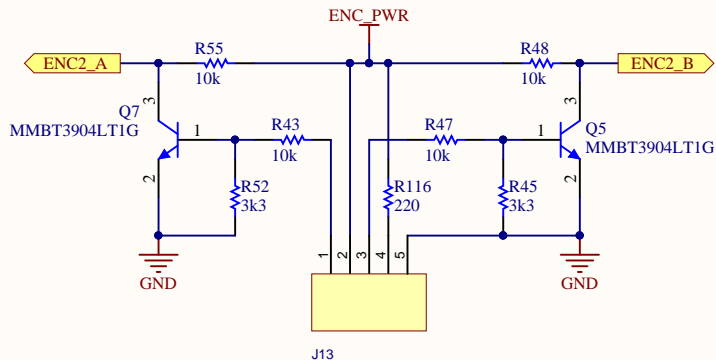 ENC_PWR
ENC2_A
R55
10k
R48
10k
ENC2_B
3
Q7
MMBT3904LT1G
1
2
R43
10k
R52
3k3
R47
10k
R116
220
R45
3k3
3
Q5
MMBT3904LT1G
1
2
GND
1
2
3
4
5
GND
J13